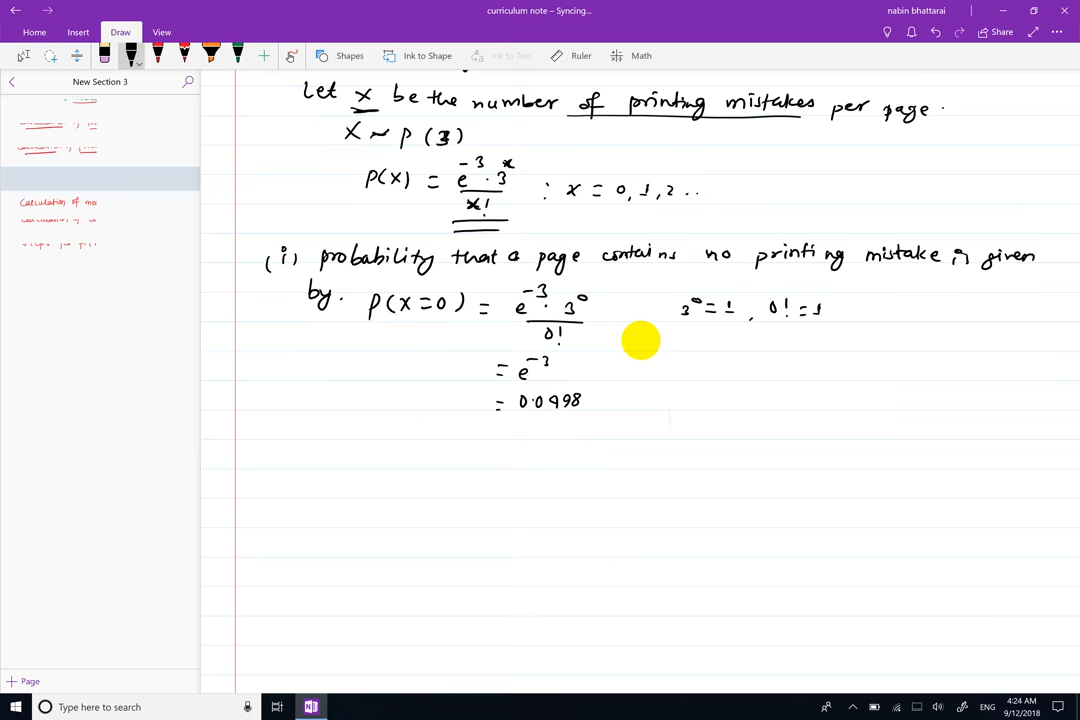 curriculum note - Syncing...
nabin bhattarai
Home Insert Draw View
Share
Shapes Ink to Shape Ink to Text Ruler Math
New Section 3
Let x be the number of printing mistakes per page.
X ~ P (3)
P(X) = e^-3 . 3^x / x! : x = 0, 1, 2 ...
(i) probability that a page contains no printing mistake is given
by. P(X=0) = e^-3 . 3^0 / 0! 3^0 = 1 , 0! = 1
= e^-3
= 0.0498
Calculation of me
+ Page
Type here to search
ENG
4:24 AM
9/12/2018